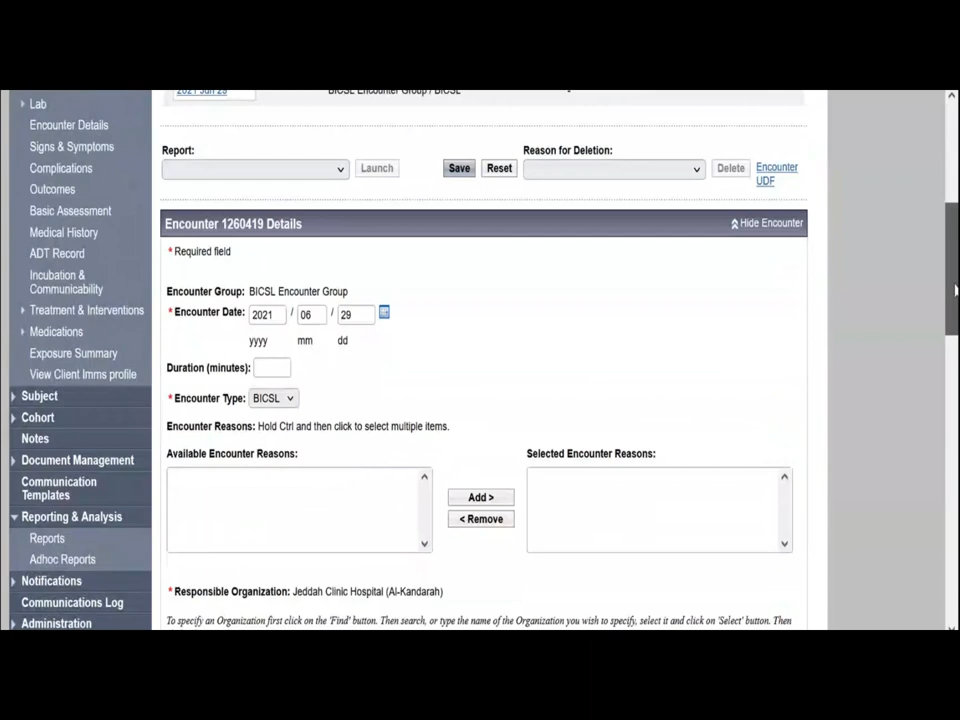 Lab
Encounter Details
Signs & Symptoms
Complications
Outcomes
Basic Assessment
Medical History
ADT Record
Incubation &
Communicability
Treatment & Interventions
Medications
Exposure Summary
View Client Imms profile
Subject
Cohort
Notes
Document Management
Communication
Templates
Reporting & Analysis
Reports
Adhoc Reports
Notifications
Communications Log
Administration
2021 Jun 29 BICSL Encounter Group / BICSL -
Report: Reason for Deletion:
Launch Save Reset Delete Encounter
UDF
Encounter 1260419 Details Hide Encounter
* Required field
Encounter Group: BICSL Encounter Group
* Encounter Date: 2021 / 06 / 29
yyyy mm dd
Duration (minutes):
* Encounter Type: BICSL
Encounter Reasons: Hold Ctrl and then click to select multiple items.
Available Encounter Reasons: Selected Encounter Reasons:
Add >
< Remove
* Responsible Organization: Jeddah Clinic Hospital (Al-Kandarah)
To specify an Organization first click on the 'Find' button. Then search, or type the name of the Organization you wish to specify, select it and click on 'Select' button. Then